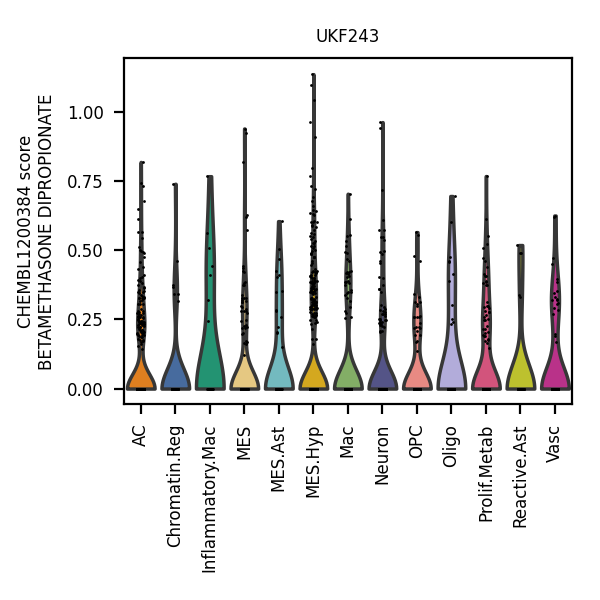 UKF243
CHEMBL1200384 score
BETAMETHASONE DIPROPIONATE
1.00
0.75
0.50
0.25
0.00
AC
Chromatin.Reg
Inflammatory.Mac
MES
MES.Ast
MES.Hyp
Mac
Neuron
OPC
Oligo
Prolif.Metab
Reactive.Ast
Vasc